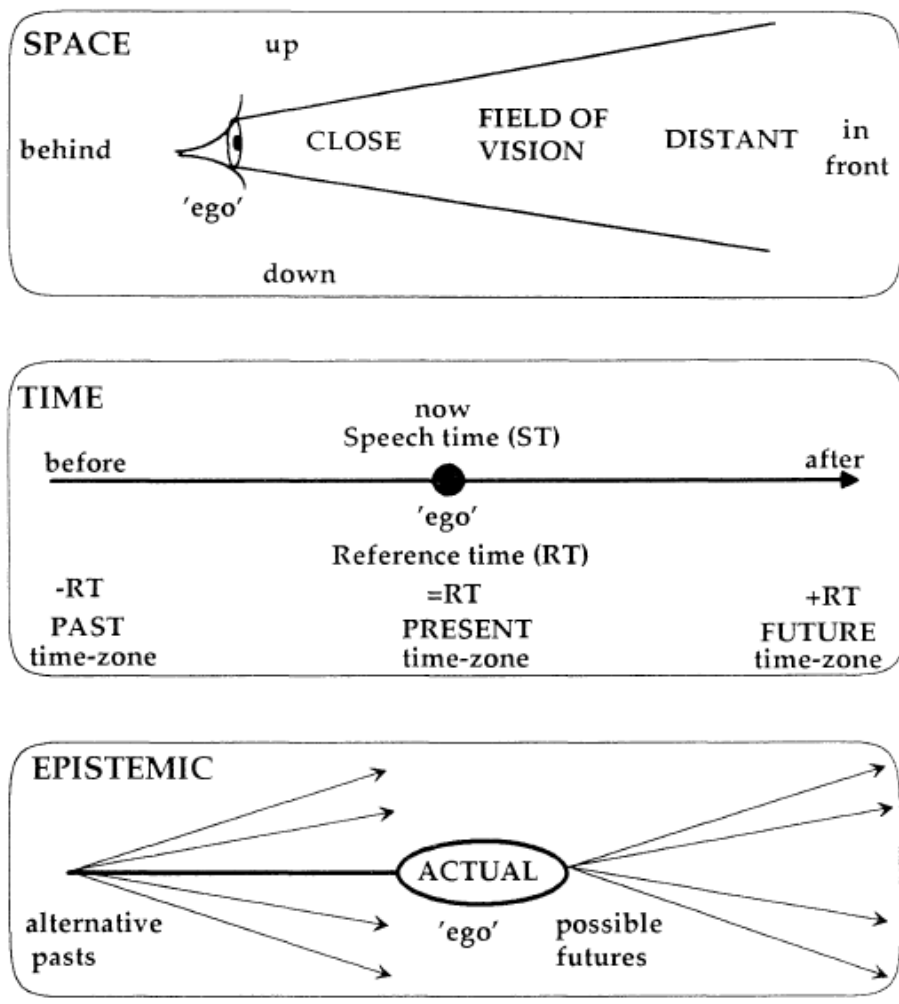 SPACE
up
behind
CLOSE
FIELD OF
VISION
DISTANT
in
front
'ego'
down
TIME
now
Speech time (ST)
before
after
'ego'
Reference time (RT)
-RT
=RT
+RT
PAST
PRESENT
FUTURE
time-zone
time-zone
time-zone
EPISTEMIC
ACTUAL
alternative
pasts
'ego'
possible
futures